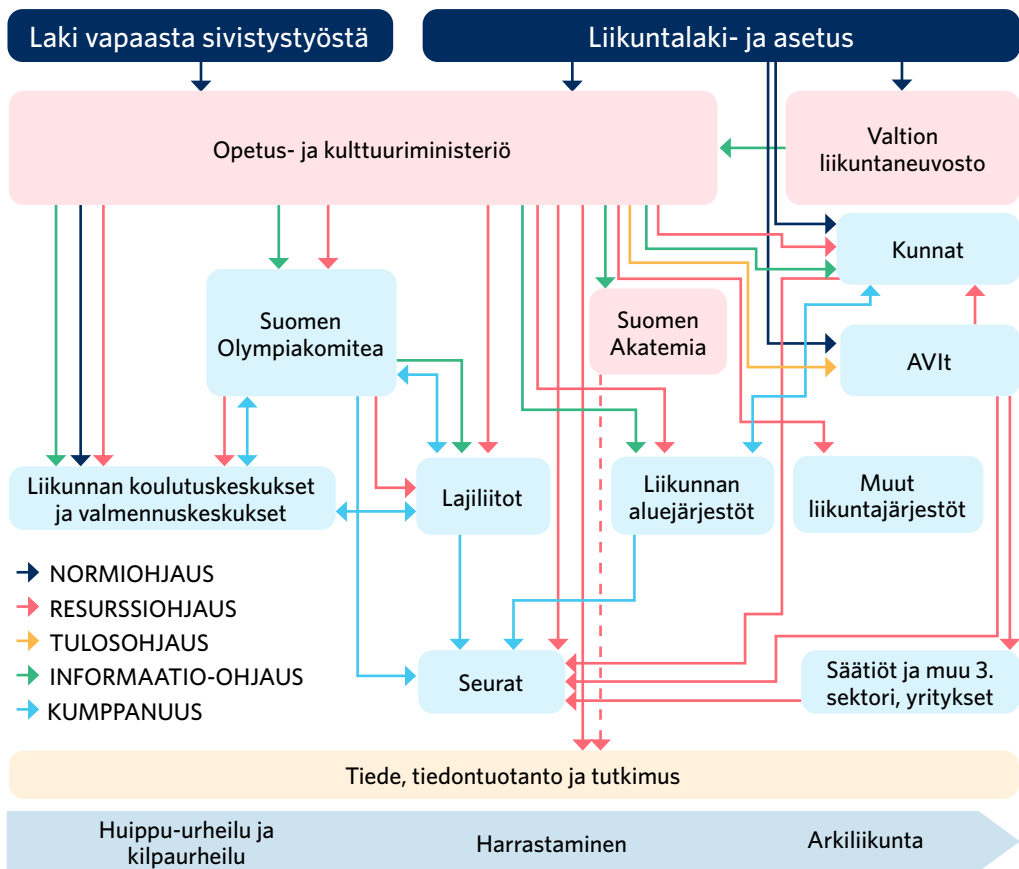 Laki vapaasta sivistystyöstä
Liikuntalaki- ja asetus
Opetus- ja kulttuuriministeriö
Valtion
liikuntaneuvosto
Kunnat
Suomen
Olympiakomitea
Suomen
Akatemia
AVIt
Liikunnan koulutuskeskukset
ja valmennuskeskukset
Lajiliitot
Liikunnan
aluejärjestöt
Muut
liikuntajärjestöt
NORMIOHJAUS
RESURSSIOHJAUS
TULOSOHJAUS
INFORMAATIO-OHJAUS
KUMPPANUUS
Seurat
Säätiöt ja muu 3.
sektori, yritykset
Tiede, tiedontuotanto ja tutkimus
Huippu-urheilu ja
kilpaurheilu
Harrastaminen
Arkiliikunta